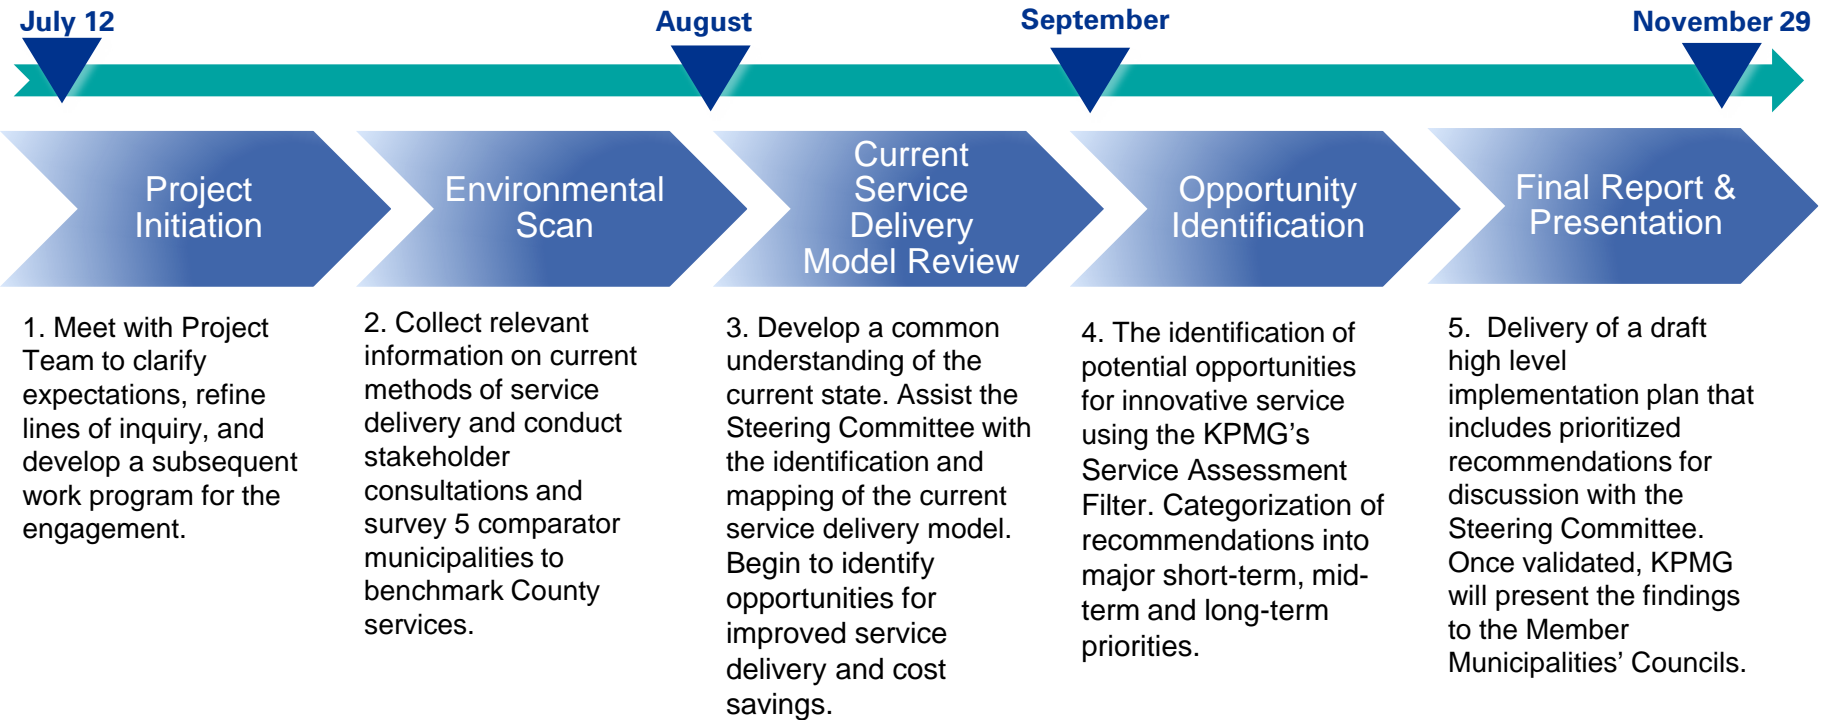 July 12
August
September
November 29
Project
Initiation
Environmental
Scan
Current
Service
Delivery
Model Review
Opportunity
Identification
Final Report &
Presentation
1. Meet with Project
Team to clarify
expectations, refine
lines of inquiry, and
develop a subsequent
work program for the
engagement.
2. Collect relevant
information on current
methods of service
delivery and conduct
stakeholder
consultations and
survey 5 comparator
municipalities to
benchmark County
services.
3. Develop a common
understanding of the
current state. Assist the
Steering Committee with
the identification and
mapping of the current
service delivery model.
Begin to identify
opportunities for
improved service
delivery and cost
savings.
4. The identification of
potential opportunities
for innovative service
using the KPMG’s
Service Assessment
Filter. Categorization of
recommendations into
major short-term, mid-
term and long-term
priorities.
5. Delivery of a draft
high level
implementation plan that
includes prioritized
recommendations for
discussion with the
Steering Committee.
Once validated, KPMG
will present the findings
to the Member
Municipalities’ Councils.